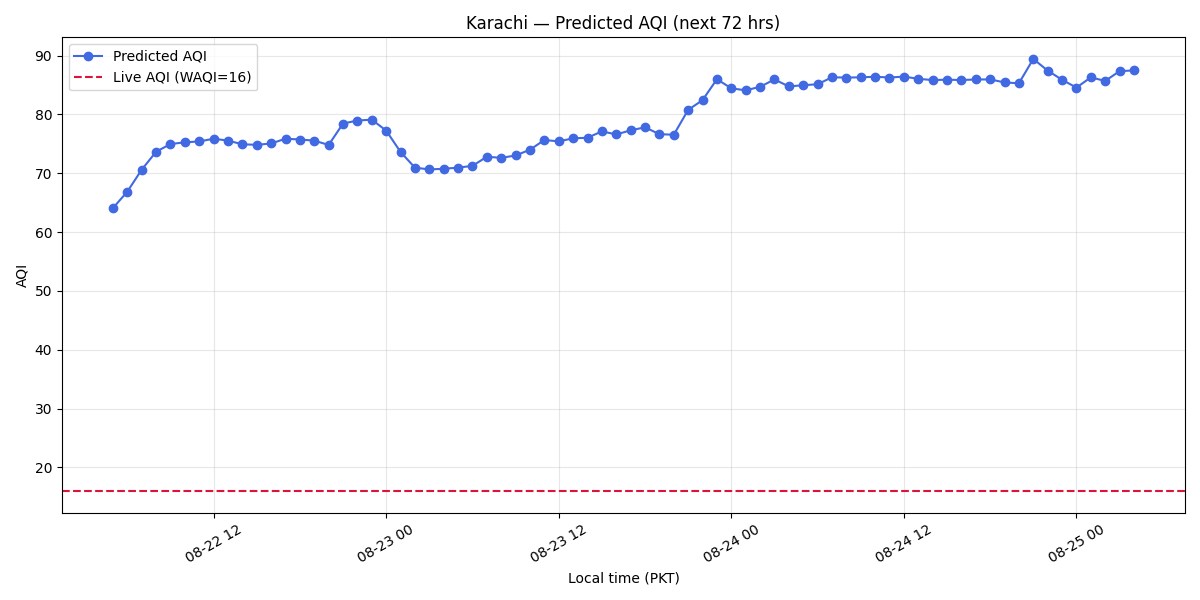 Karachi — Predicted AQI (next 72 hrs)
Predicted AQI
Live AQI (WAQI=16)
90
80
70
60
50
40
30
20
AQI
08-22 12
08-23 00
08-23 12
08-24 00
08-24 12
08-25 00
Local time (PKT)